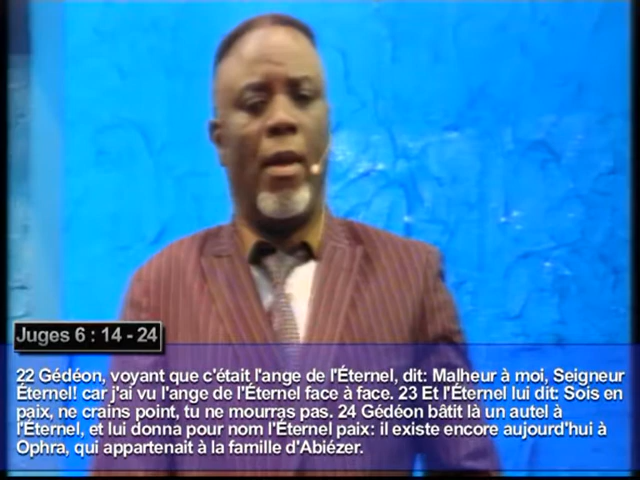 Juges 6 : 14 - 24
22 Gédéon, voyant que c'était l'ange de l'Éternel, dit: Malheur à moi, Seigneur
Éternel! car j'ai vu l'ange de l'Éternel face à face. 23 Et l'Éternel lui dit: Sois en
paix, ne crains point, tu ne mourras pas. 24 Gédéon bâtit là un autel à
l'Éternel, et lui donna pour nom l'Éternel paix: il existe encore aujourd'hui à
Ophra, qui appartenait à la famille d'Abiézer.